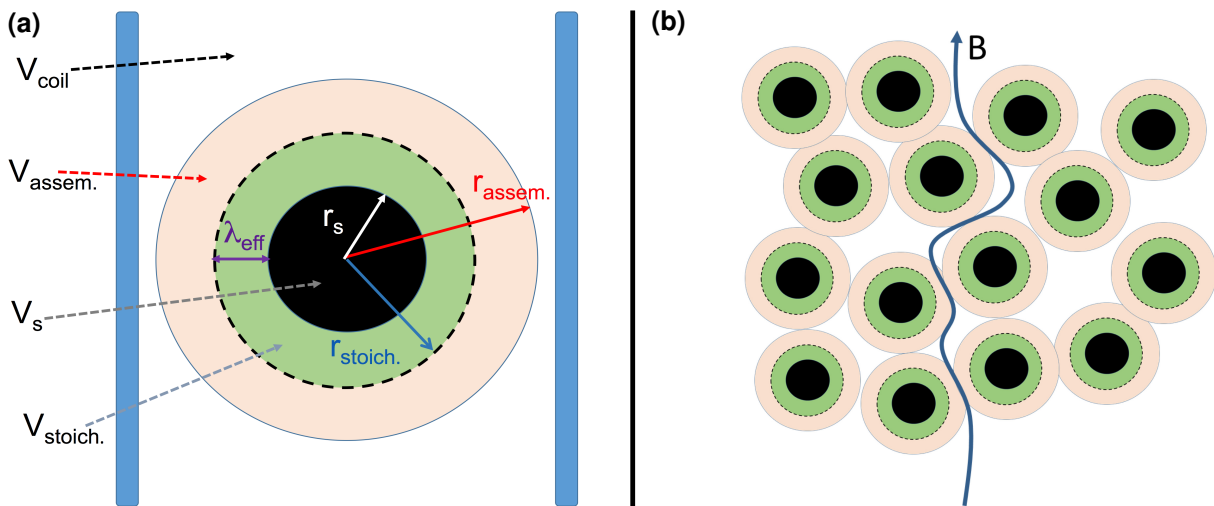 (a)
V_coil
V_assem.
V_s
V_stoich.
r_s
r_assem.
λ_eff
r_stoich.
(b)
B